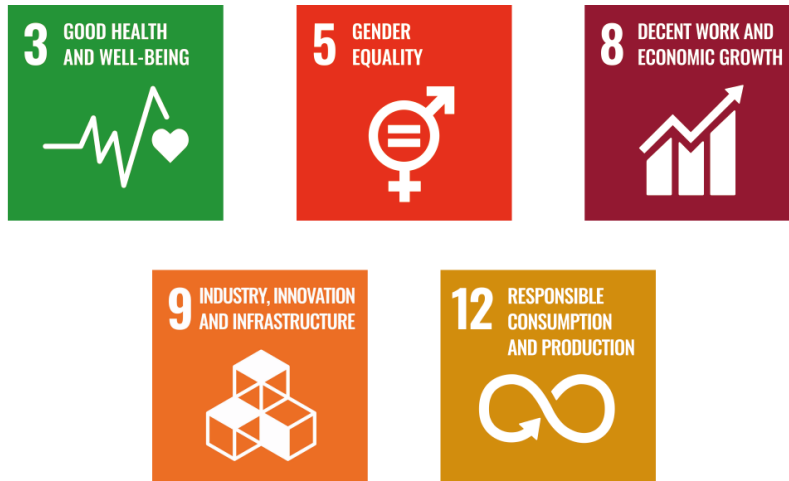 3 GOOD HEALTH
AND WELL-BEING
5 GENDER
EQUALITY
8 DECENT WORK AND
ECONOMIC GROWTH
9 INDUSTRY, INNOVATION
AND INFRASTRUCTURE
12 RESPONSIBLE
CONSUMPTION
AND PRODUCTION